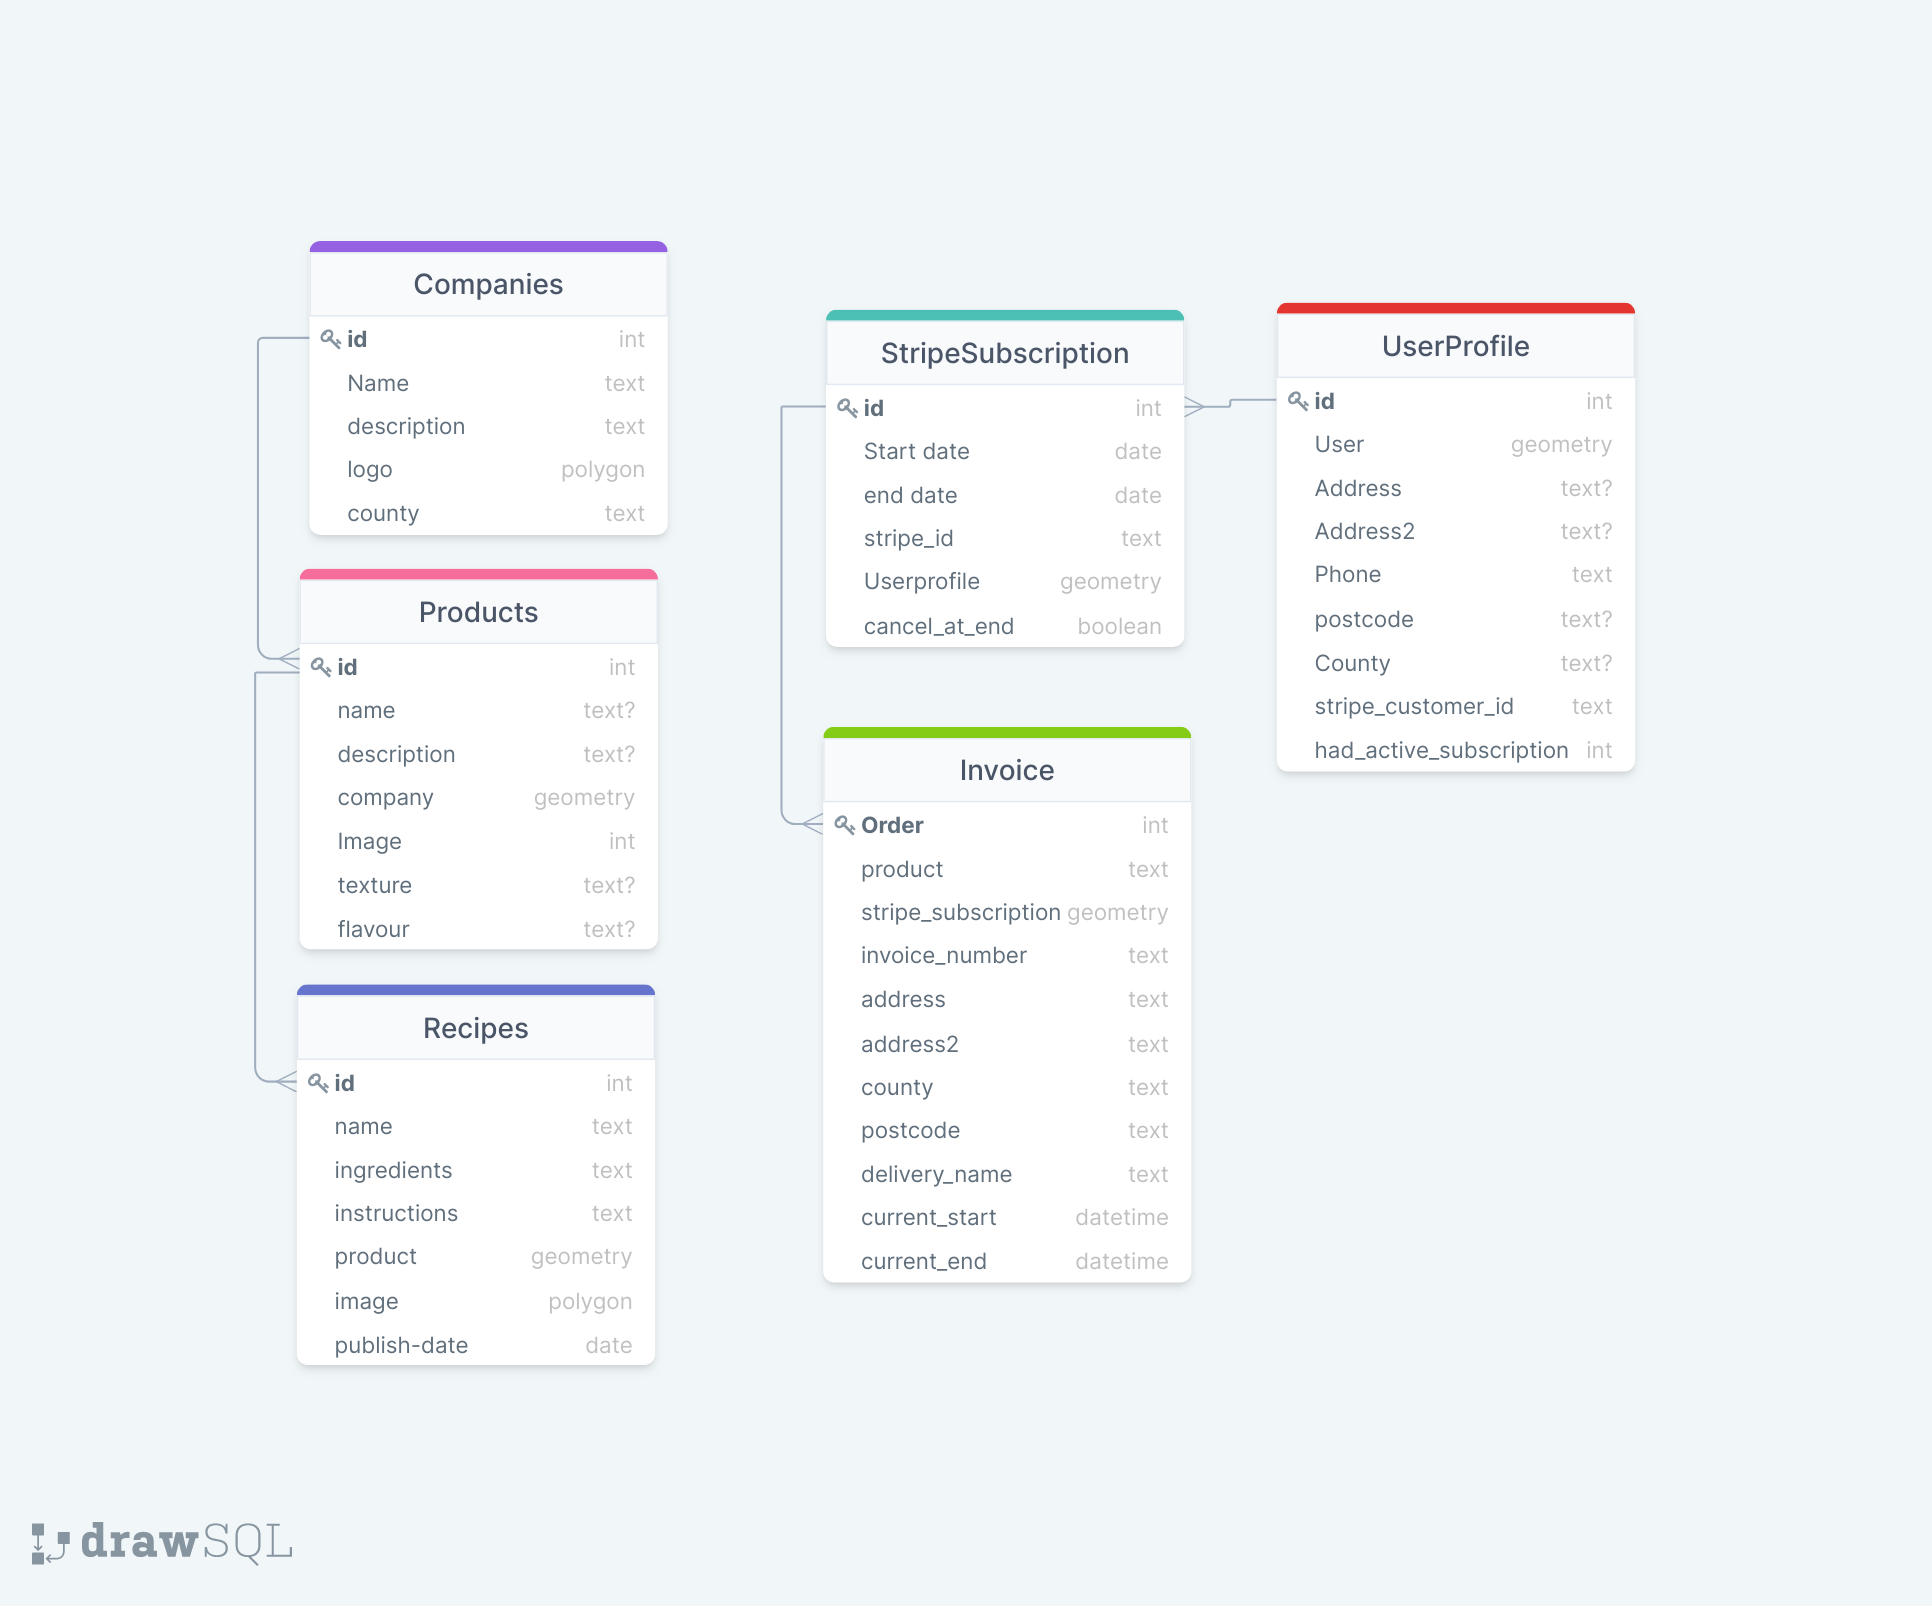 Companies
id int
Name text
description text
logo polygon
county text
Products
id int
name text?
description text?
company geometry
Image int
texture text?
flavour text?
Recipes
id int
name text
ingredients text
instructions text
product geometry
image polygon
publish-date date
StripeSubscription
id int
Start date date
end date date
stripe_id text
Userprofile geometry
cancel_at_end boolean
Invoice
Order int
product text
stripe_subscription geometry
invoice_number text
address text
address2 text
county text
postcode text
delivery_name text
current_start datetime
current_end datetime
UserProfile
id int
User geometry
Address text?
Address2 text?
Phone text
postcode text?
County text?
stripe_customer_id text
had_active_subscription int
drawSQL